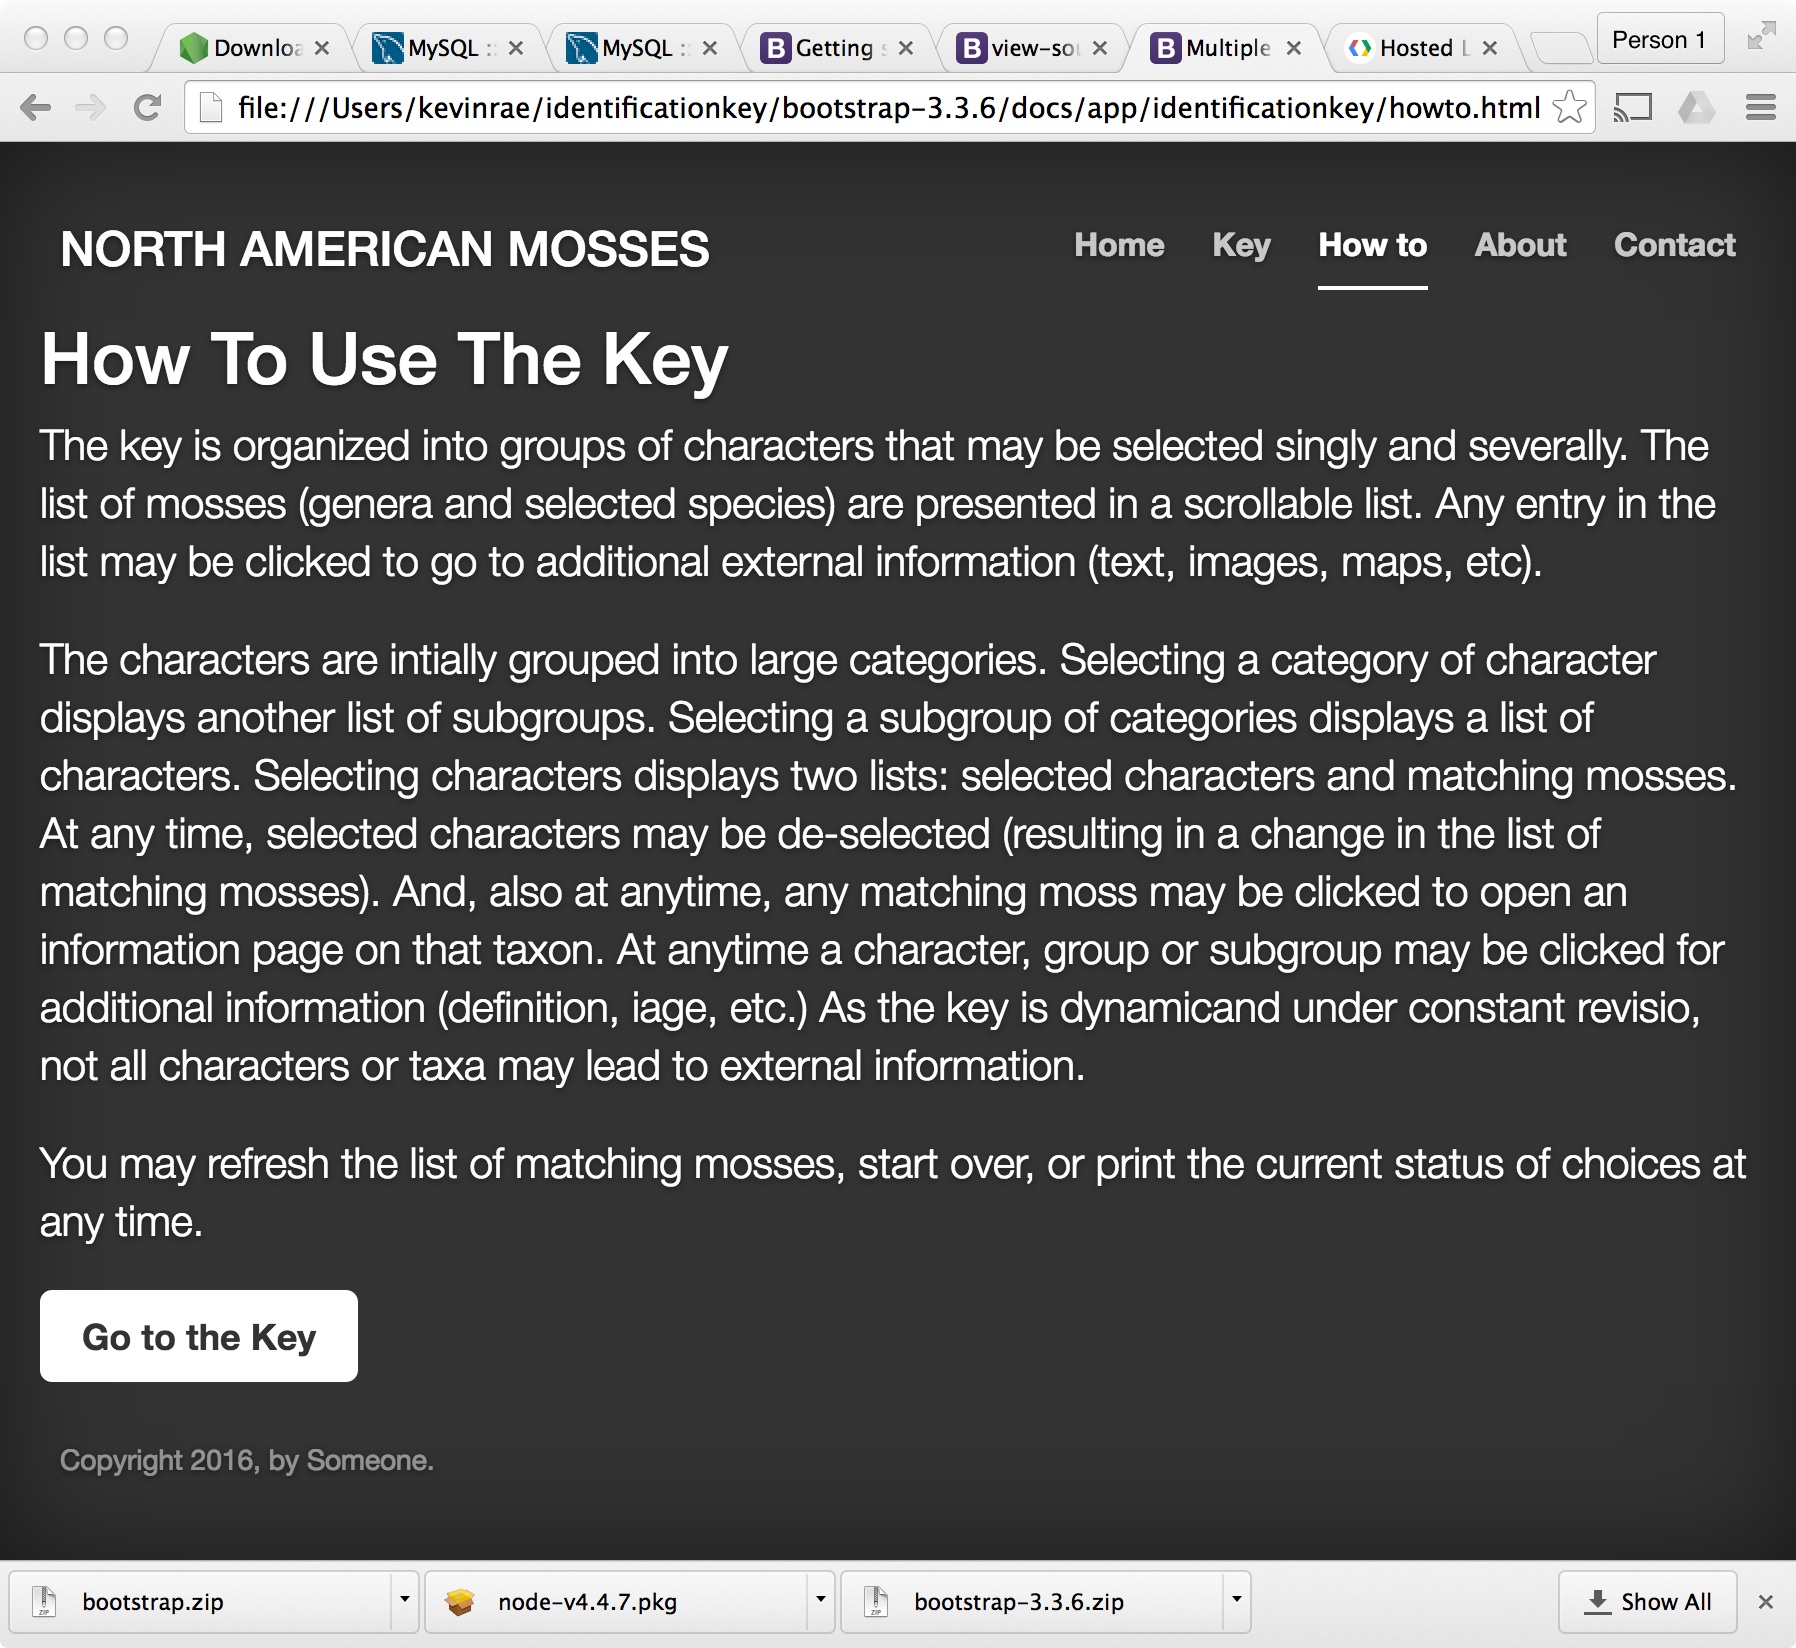 Downloa
MySQL ::
MySQL ::
Getting s
view-sou
Multiple
Hosted L
Person 1
file:///Users/kevinrae/identificationkey/bootstrap-3.3.6/docs/app/identificationkey/howto.html
NORTH AMERICAN MOSSES
Home Key How to About Contact
How To Use The Key
The key is organized into groups of characters that may be selected singly and severally. The
list of mosses (genera and selected species) are presented in a scrollable list. Any entry in the
list may be clicked to go to additional external information (text, images, maps, etc).
The characters are intially grouped into large categories. Selecting a category of character
displays another list of subgroups. Selecting a subgroup of categories displays a list of
characters. Selecting characters displays two lists: selected characters and matching mosses.
At any time, selected characters may be de-selected (resulting in a change in the list of
matching mosses). And, also at anytime, any matching moss may be clicked to open an
information page on that taxon. At anytime a character, group or subgroup may be clicked for
additional information (definition, iage, etc.) As the key is dynamicand under constant revisio,
not all characters or taxa may lead to external information.
You may refresh the list of matching mosses, start over, or print the current status of choices at
any time.
Go to the Key
Copyright 2016, by Someone.
bootstrap.zip
node-v4.4.7.pkg
bootstrap-3.3.6.zip
Show All